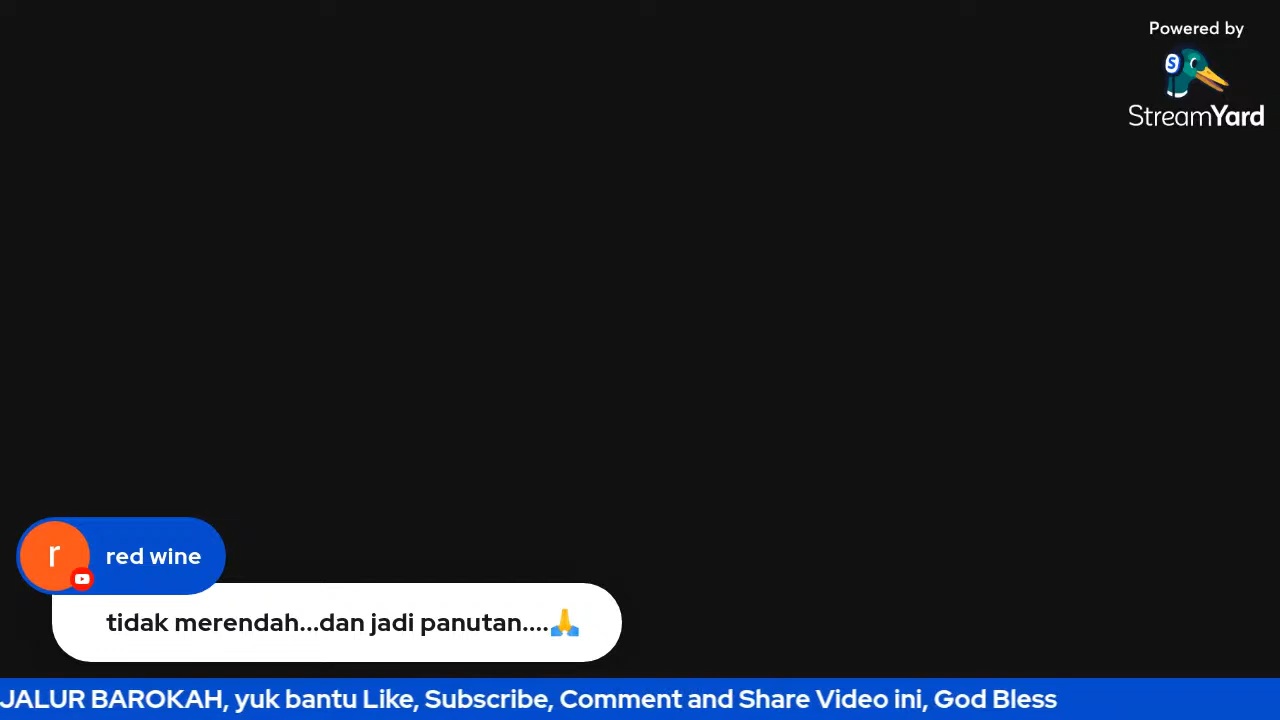 Powered by
StreamYard
r
red wine
tidak merendah...dan jadi panutan....🙏
JALUR BAROKAH, yuk bantu Like, Subscribe, Comment and Share Video ini, God Bless